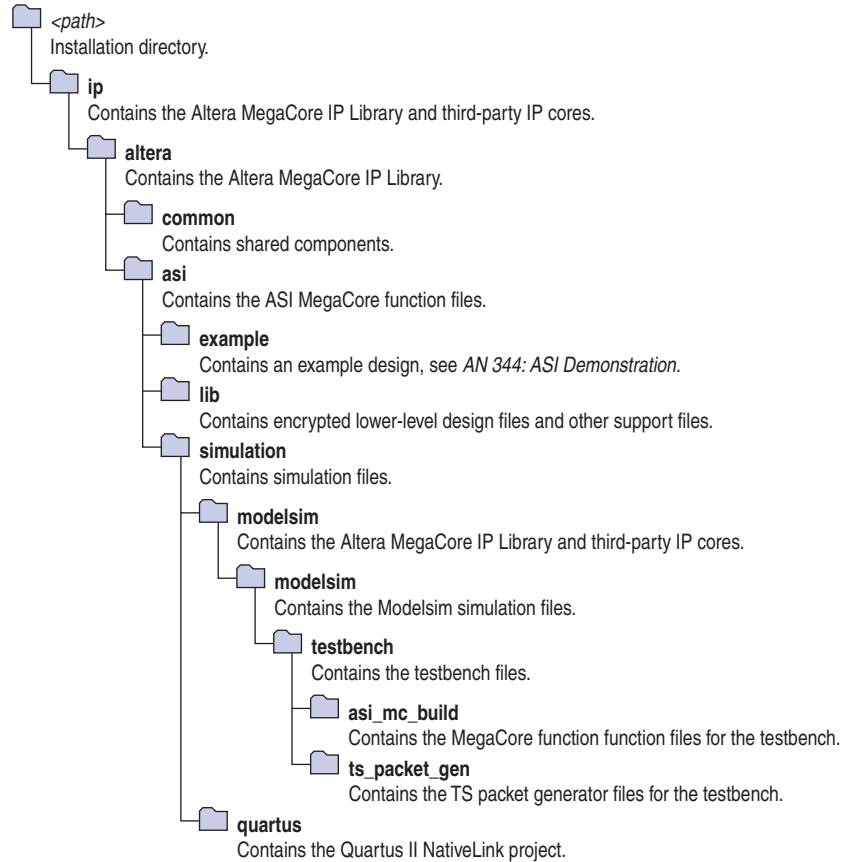 <path>
Installation directory.
ip
Contains the Altera MegaCore IP Library and third-party IP cores.
altera
Contains the Altera MegaCore IP Library.
common
Contains shared components.
asi
Contains the ASI MegaCore function files.
example
Contains an example design, see AN 344: ASI Demonstration.
lib
Contains encrypted lower-level design files and other support files.
simulation
Contains simulation files.
modelsim
Contains the Altera MegaCore IP Library and third-party IP cores.
modelsim
Contains the Modelsim simulation files.
testbench
Contains the testbench files.
asi_mc_build
Contains the MegaCore function function files for the testbench.
ts_packet_gen
Contains the TS packet generator files for the testbench.
quartus
Contains the Quartus II NativeLink project.